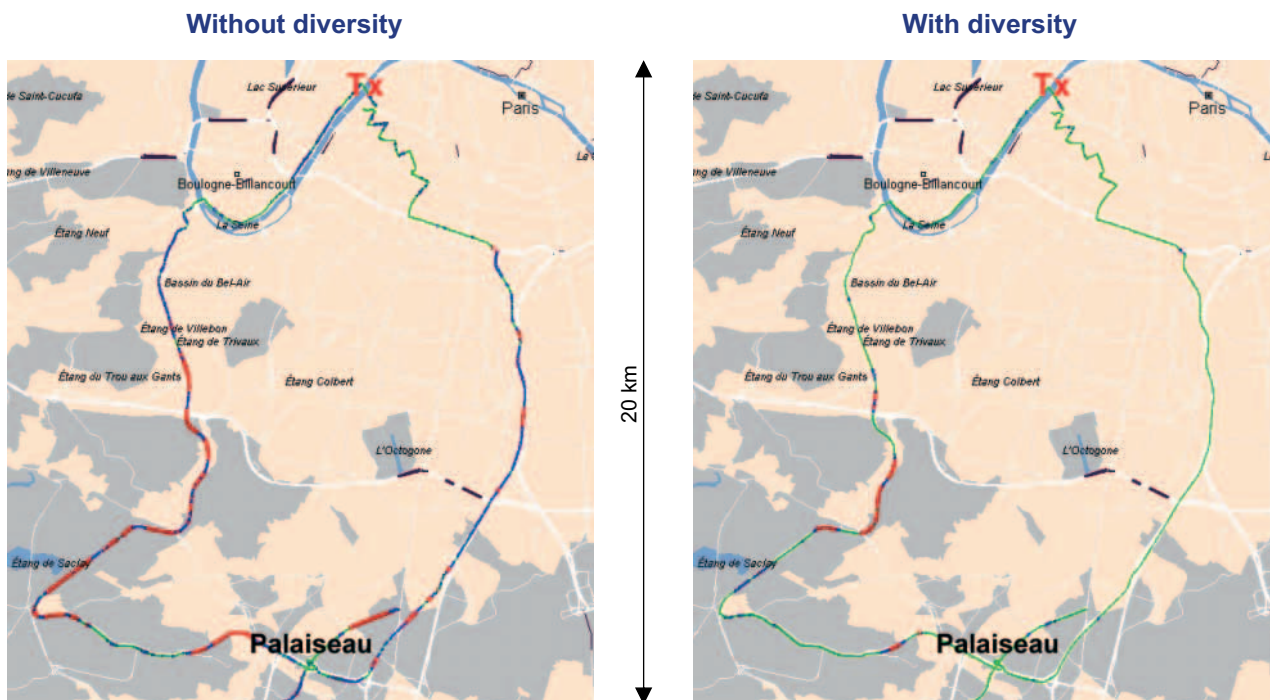 Without diversity
With diversity
Tx
Lac Supérieur
de Saint-Cucufa
Paris
La
ng de Villeneuve
Boulogne-Billancourt
La Seine
Étang Neuf
Bassin du Bel-Air
Étang de Villebon
Étang de Trivaux
Étang du Trou aux Gants
Étang Colbert
L'Octogone
Étang de Saclay
Palaiseau
20 km
Tx
Lac Supérieur
de Saint-Cucufa
Paris
La
ng de Villeneuve
Boulogne-Billancourt
La Seine
Étang Neuf
Bassin du Bel-Air
Étang de Villebon
Étang de Trivaux
Étang du Trou aux Gants
Étang Colbert
L'Octogone
Étang de Saclay
Palaiseau